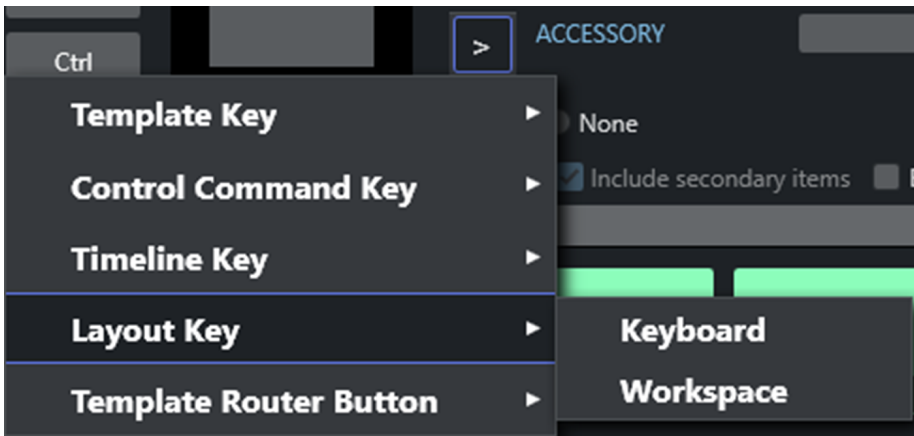 Ctrl
>
ACCESSORY
None
Include secondary items
Template Key
Control Command Key
Timeline Key
Layout Key
Template Router Button
Keyboard
Workspace